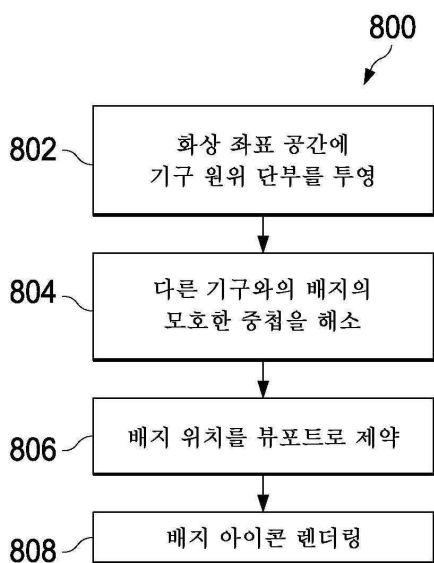 800
802
화상 좌표 공간에
기구 원위 단부를 투영
804
다른 기구와의 배지의
모호한 중첩을 해소
806
배지 위치를 뷰포트로 제약
808
배지 아이콘 렌더링